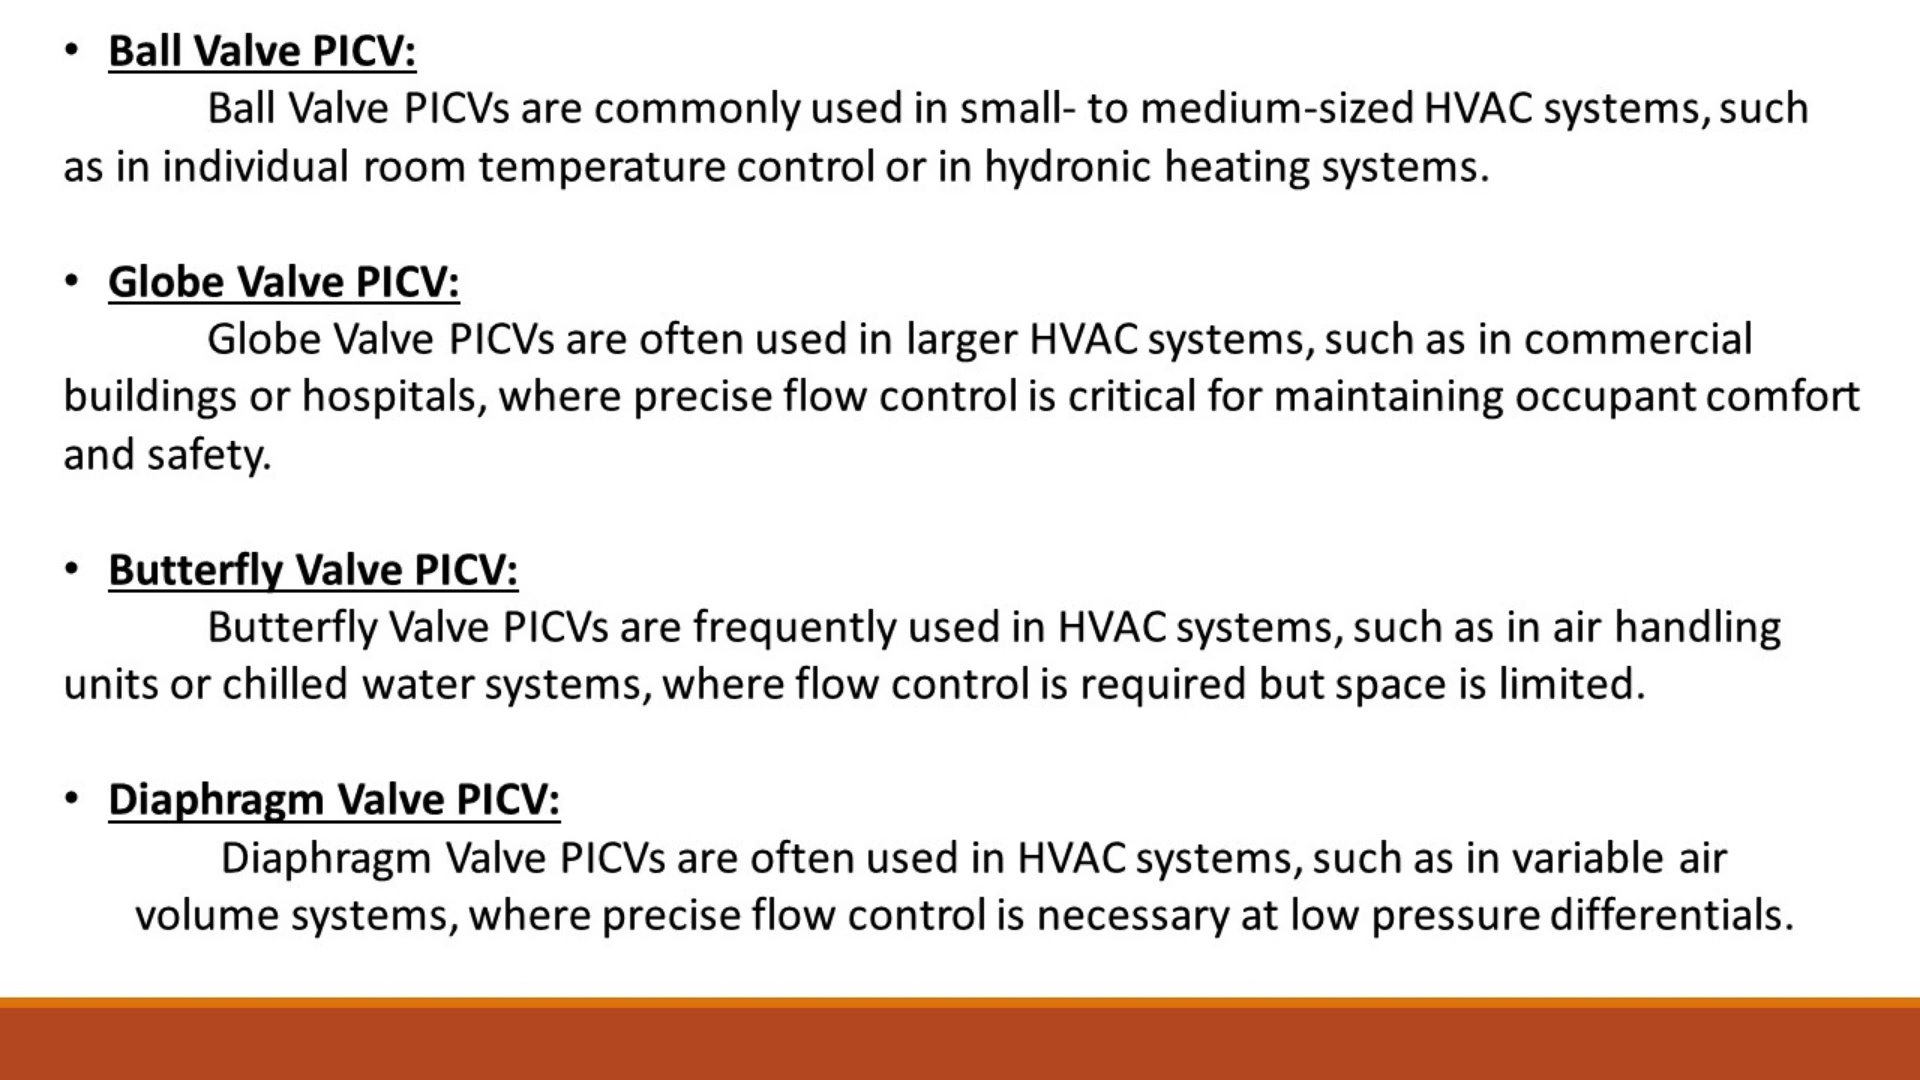 • Ball Valve PICV:
Ball Valve PICVs are commonly used in small- to medium-sized HVAC systems, such
as in individual room temperature control or in hydronic heating systems.
• Globe Valve PICV:
Globe Valve PICVs are often used in larger HVAC systems, such as in commercial
buildings or hospitals, where precise flow control is critical for maintaining occupant comfort
and safety.
• Butterfly Valve PICV:
Butterfly Valve PICVs are frequently used in HVAC systems, such as in air handling
units or chilled water systems, where flow control is required but space is limited.
• Diaphragm Valve PICV:
Diaphragm Valve PICVs are often used in HVAC systems, such as in variable air
volume systems, where precise flow control is necessary at low pressure differentials.